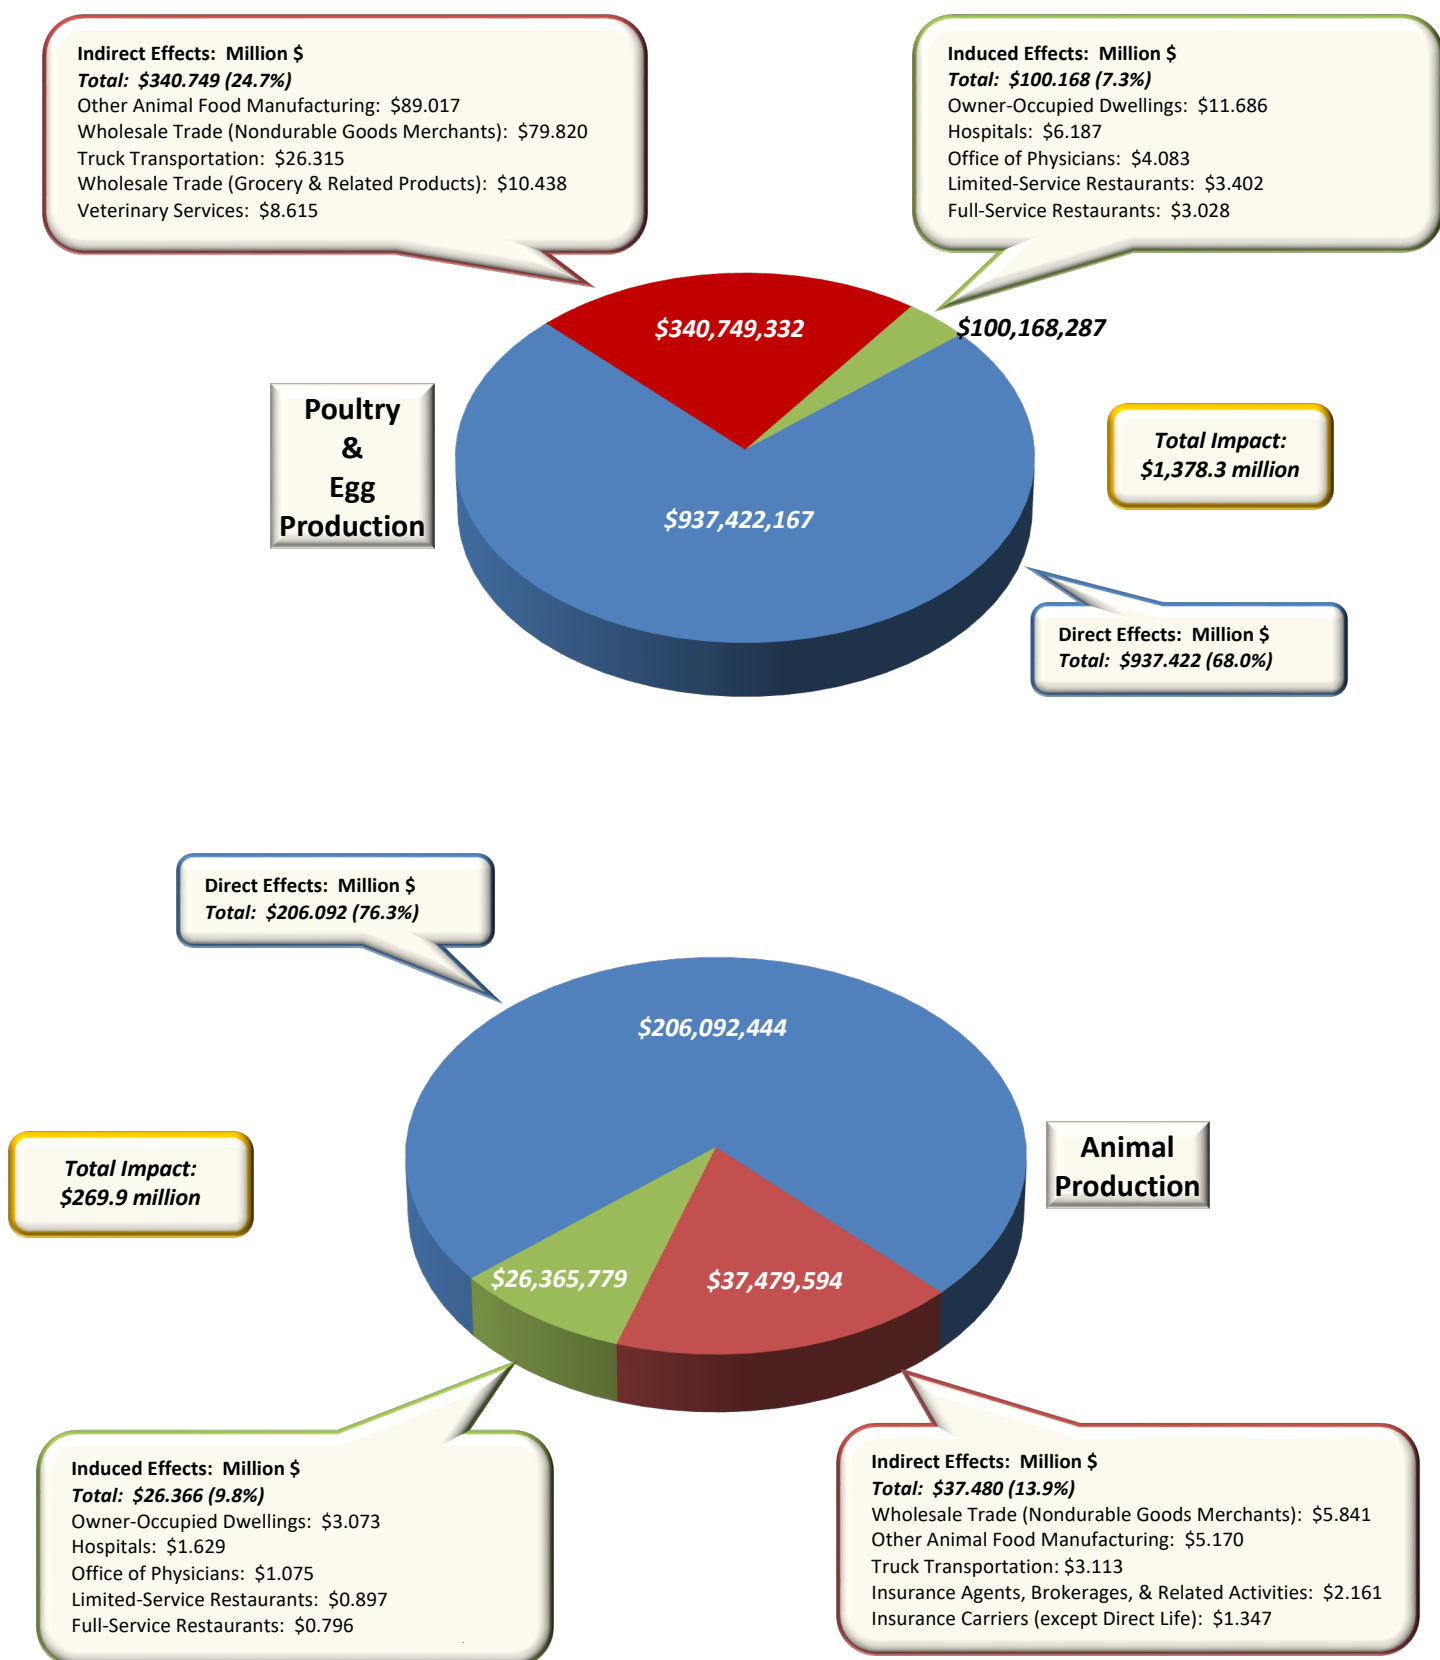 Indirect Effects:  Million $
Total:  $340.749 (24.7%)
Other Animal Food Manufacturing:  $89.017
Wholesale Trade (Nondurable Goods Merchants):  $79.820
Truck Transportation:  $26.315
Wholesale Trade (Grocery & Related Products):  $10.438
Veterinary Services:  $8.615
Induced Effects:  Million $
Total:  $100.168 (7.3%)
Owner-Occupied Dwellings:  $11.686
Hospitals:  $6.187
Office of Physicians:  $4.083
Limited-Service Restaurants:  $3.402
Full-Service Restaurants:  $3.028
$340,749,332
$100,168,287
Poultry
&
Egg
Production
Total Impact:
$1,378.3 million
$937,422,167
Direct Effects:  Million $
Total:  $937.422 (68.0%)
Direct Effects:  Million $
Total:  $206.092 (76.3%)
$206,092,444
Total Impact:
$269.9 million
Animal
Production
$26,365,779
$37,479,594
Induced Effects:  Million $
Total:  $26.366 (9.8%)
Owner-Occupied Dwellings:  $3.073
Hospitals:  $1.629
Office of Physicians:  $1.075
Limited-Service Restaurants:  $0.897
Full-Service Restaurants:  $0.796
Indirect Effects:  Million $
Total:  $37.480 (13.9%)
Wholesale Trade (Nondurable Goods Merchants):  $5.841
Other Animal Food Manufacturing:  $5.170
Truck Transportation: $3.113
Insurance Agents, Brokerages, & Related Activities:  $2.161
Insurance Carriers (except Direct Life):  $1.347